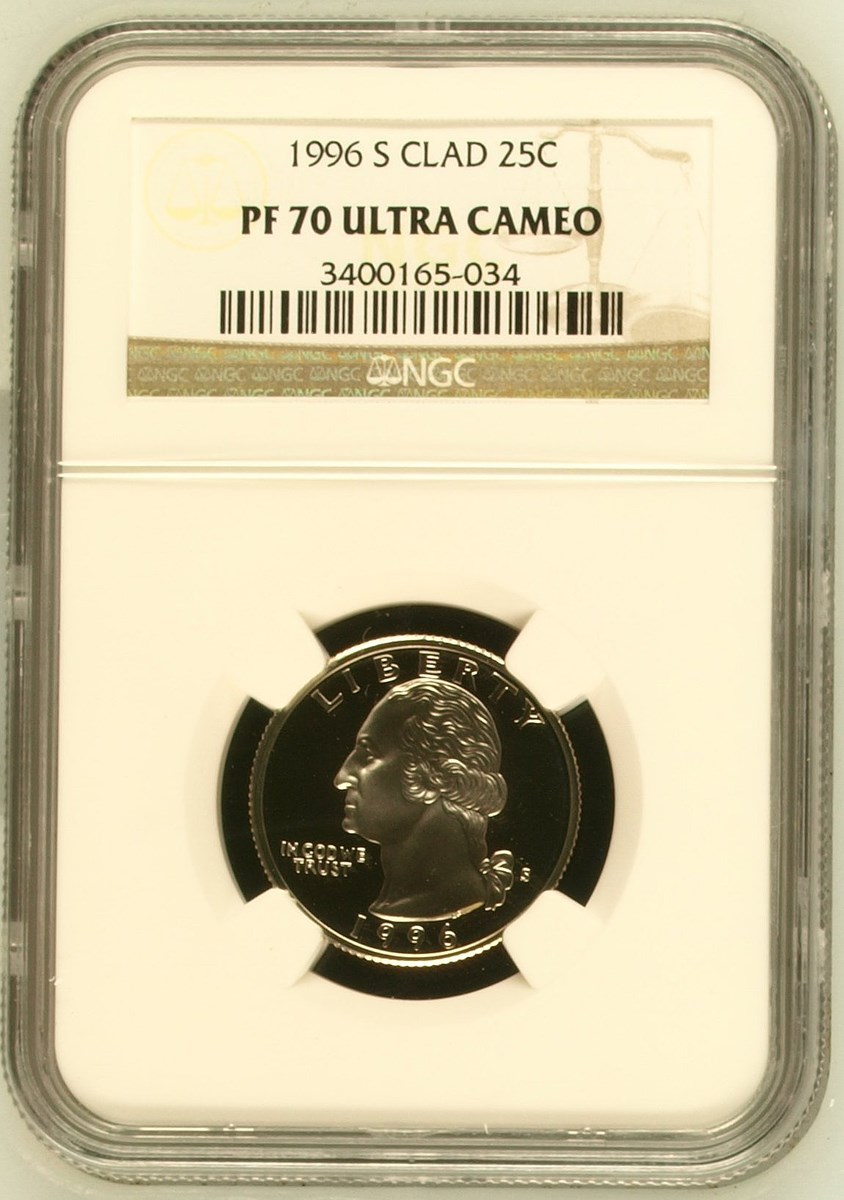 1996 S CLAD 25C
PF 70 ULTRA CAMEO
3400165-034
NGC
LIBERTY
IN GOD WE
TRUST
S
1996